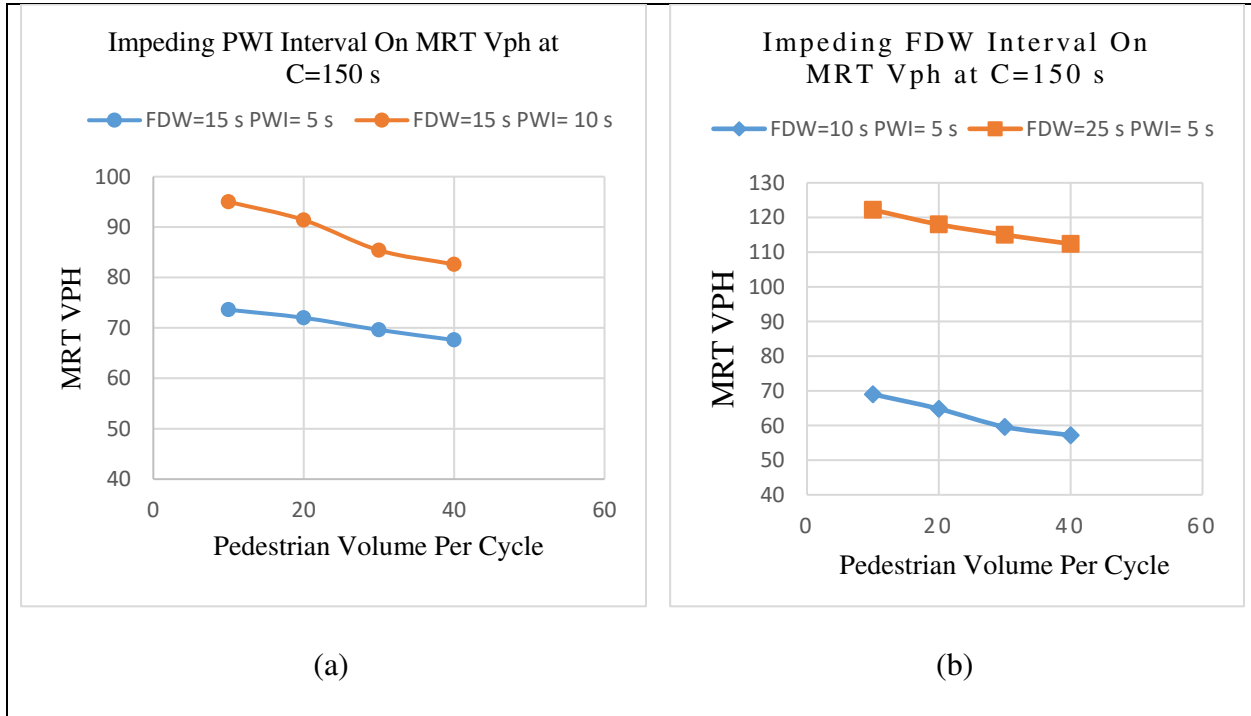 Impeding PWI Interval On MRT Vph at
C=150 s
FDW=15 s PWI= 5 s FDW=15 s PWI= 10 s
100
90
80
70
60
50
40
0 20 40 60
MRT VPH
Pedestrian Volume Per Cycle
(a)
Impeding FDW Interval On
MRT Vph at C=150 s
FDW=10 s PWI= 5 s FDW=25 s PWI= 5 s
130
120
110
100
90
80
70
60
50
40
0 20 40 60
MRT VPH
Pedestrian Volume Per Cycle
(b)